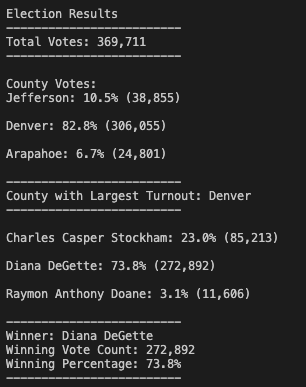 Election Results
-------------------------
Total Votes: 369,711
-------------------------
County Votes:
Jefferson: 10.5% (38,855)
Denver: 82.8% (306,055)
Arapahoe: 6.7% (24,801)
-------------------------
County with Largest Turnout: Denver
-------------------------
Charles Casper Stockham: 23.0% (85,213)
Diana DeGette: 73.8% (272,892)
Raymon Anthony Doane: 3.1% (11,606)
-------------------------
Winner: Diana DeGette
Winning Vote Count: 272,892
Winning Percentage: 73.8%
-------------------------